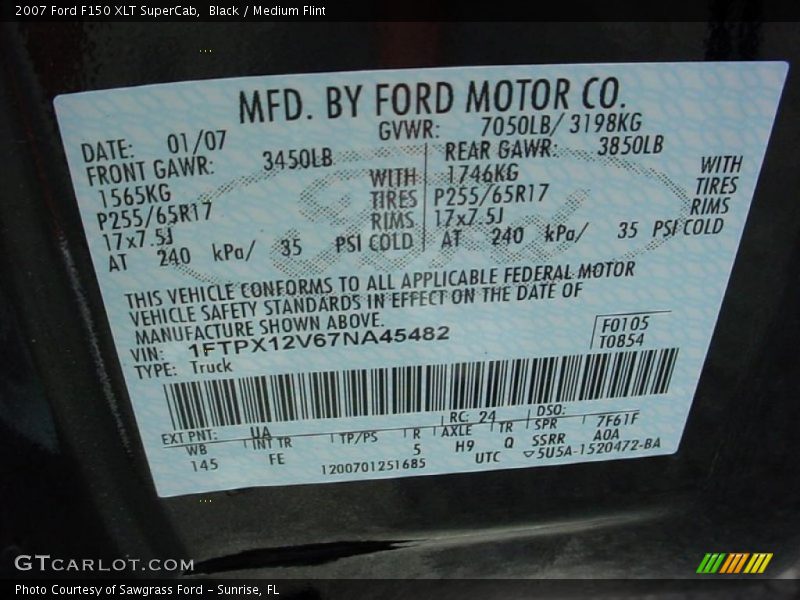 2007 Ford F150 XLT SuperCab,  Black / Medium Flint
MFD. BY FORD MOTOR CO.
DATE: 01/07 GVWR: 7050LB/ 3198KG
FRONT GAWR: 3450LB REAR GAWR: 3850LB
1565KG WITH 1746KG WITH
P255/65R17 TIRES P255/65R17 TIRES
17x7.5J RIMS 17x7.5J RIMS
AT 240 kPa/ 35 PSI COLD AT 240 kPa/ 35 PSI COLD
THIS VEHICLE CONFORMS TO ALL APPLICABLE FEDERAL MOTOR
VEHICLE SAFETY STANDARDS IN EFFECT ON THE DATE OF
MANUFACTURE SHOWN ABOVE.
VIN: 1FTPX12V67NA45482 F0105
TYPE: Truck T0854
EXT PNT: UA RC: 24 DSO:
WB INT TR TP/PS R AXLE TR SPR 7F61F
145 FE 5 H9 Q SSRR A0A
1200701251685 UTC 5U5A-1520472-BA
GTCARLOT.COM
Photo Courtesy of Sawgrass Ford – Sunrise, FL